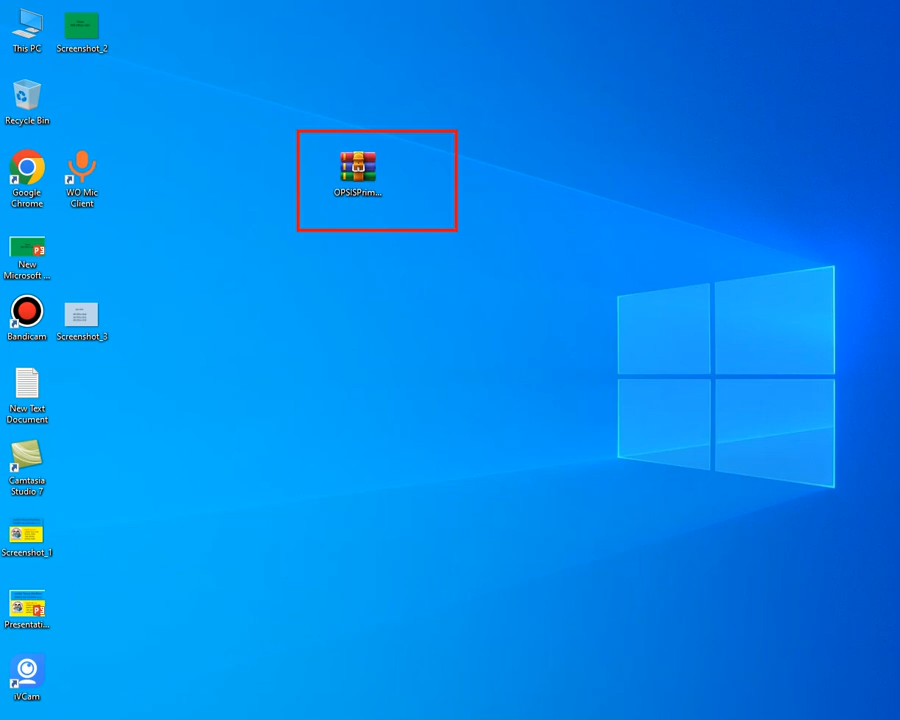 This PC
Screenshot_2
Recycle Bin
Google
Chrome
WO Mic
Client
OPSISPrim...
New
Microsoft ...
Bandicam
Screenshot_3
New Text
Document
Camtasia
Studio 7
Screenshot_1
Presentati...
iVCam